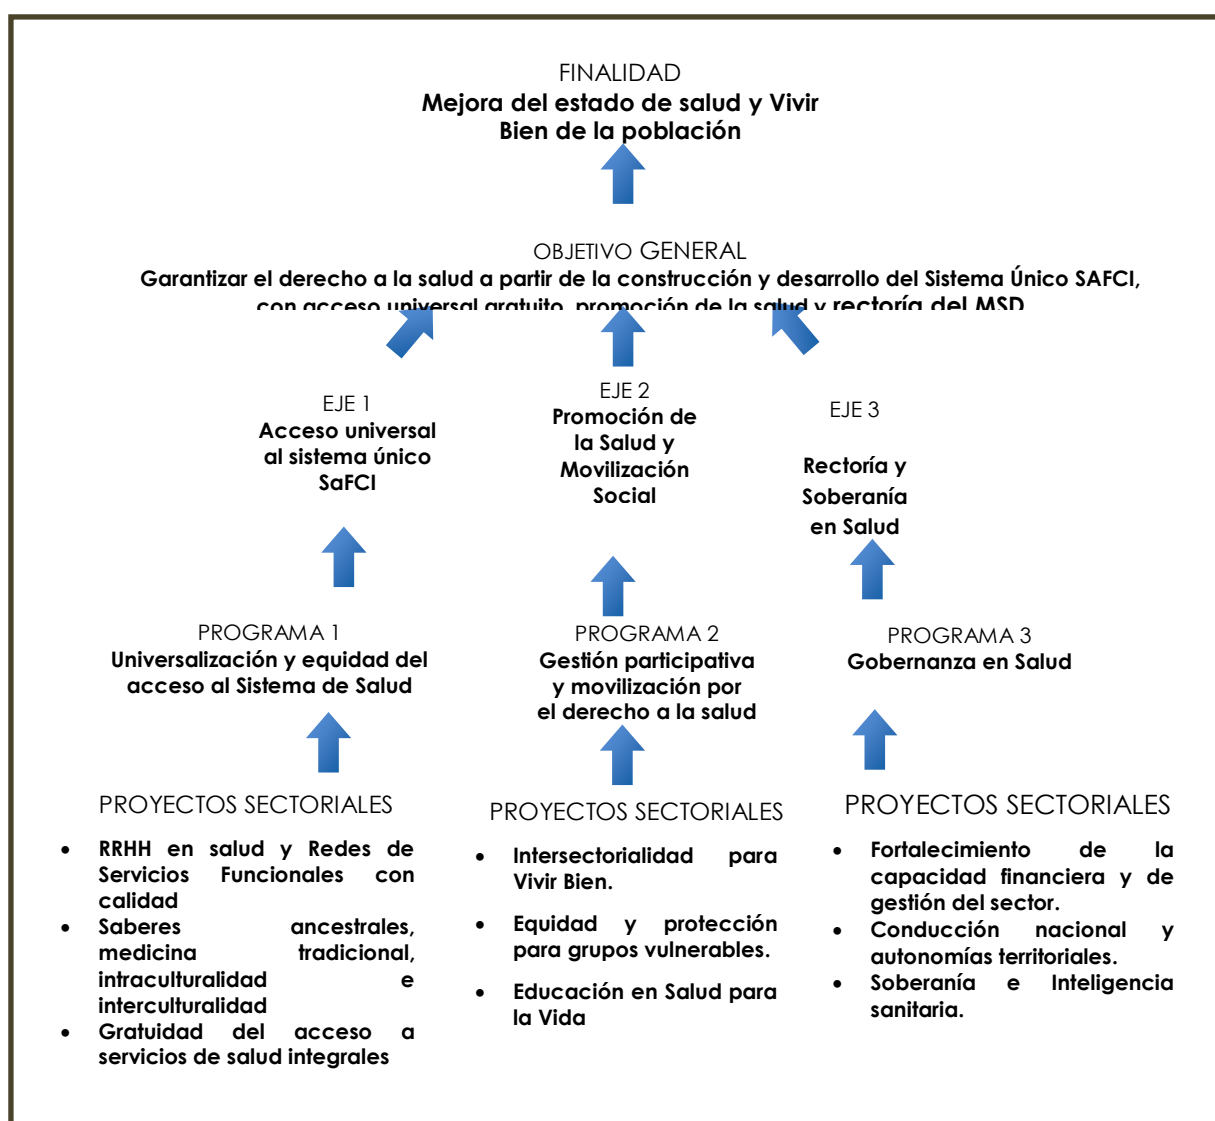 FINALIDAD
Mejora del estado de salud y Vivir
Bien de la población
OBJETIVO GENERAL
Garantizar el derecho a la salud a partir de la construcción y desarrollo del Sistema Único SAFCI,
con acceso universal gratuito, promoción de la salud y rectoría del MSD
EJE 1
Acceso universal
al sistema único
SaFCI
EJE 2
Promoción de
la Salud y
Movilización
Social
EJE 3
Rectoría y
Soberanía
en Salud
PROGRAMA 1
Universalización y equidad del
acceso al Sistema de Salud
PROGRAMA 2
Gestión participativa
y movilización por
el derecho a la salud
PROGRAMA 3
Gobernanza en Salud
PROYECTOS SECTORIALES
• RRHH en salud y Redes de
Servicios Funcionales con
calidad
• Saberes ancestrales,
medicina tradicional,
intraculturalidad e
interculturalidad
• Gratuidad del acceso a
servicios de salud integrales
PROYECTOS SECTORIALES
• Intersectorialidad para
Vivir Bien.
• Equidad y protección
para grupos vulnerables.
• Educación en Salud para
la Vida
PROYECTOS SECTORIALES
• Fortalecimiento de la
capacidad financiera y de
gestión del sector.
• Conducción nacional y
autonomías territoriales.
• Soberanía e Inteligencia
sanitaria.